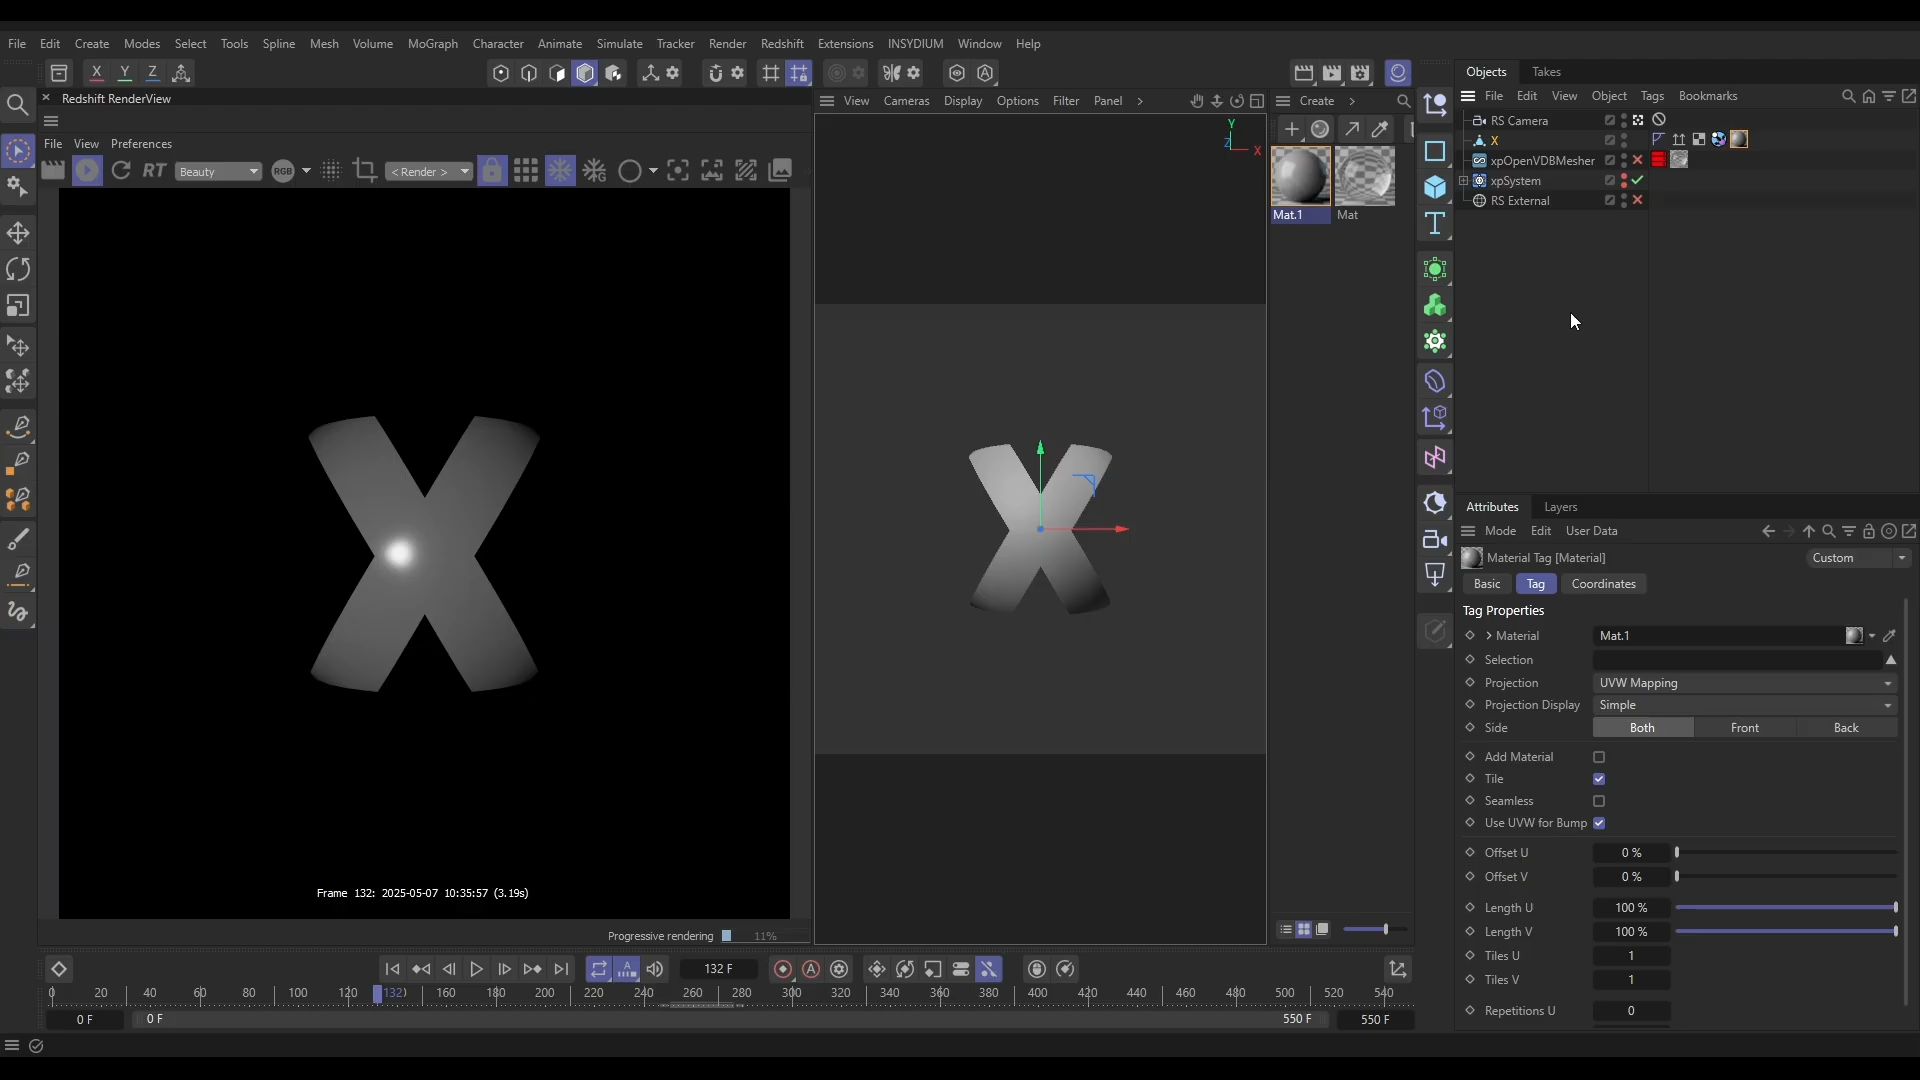 File Edit Create Modes Select Tools Spline Mesh Volume MoGraph Character Animate Simulate Tracker Render Redshift Extensions INSYDIUM Window Help
X Y Z
Objects Takes
Redshift RenderView
File Edit View Object Tags Bookmarks
View Cameras Display Options Filter Panel
Create
RS Camera
X
xpOpenVDBMesher
xpSystem
RS External
File View Preferences
RT Beauty RGB < Render >
Y
Z X
Mat.1 Mat
X
Attributes Layers
Mode Edit User Data
Material Tag [Material] Custom
Basic Tag Coordinates
Tag Properties
Material Mat.1
Selection
Projection UVW Mapping
Projection Display Simple
Side Both Front Back
Add Material
Tile
Seamless
Use UVW for Bump
Offset U 0 %
Offset V 0 %
Length U 100 %
Length V 100 %
Tiles U 1
Tiles V 1
Repetitions U 0
Frame 132: 2025-05-07 10:35:57 (3.19s)
Progressive rendering 11%
132 F
0 20 40 60 80 100 120 132 160 180 200 220 240 260 280 300 320 340 360 380 400 420 440 460 480 500 520 540
0 F 0 F 550 F 550 F